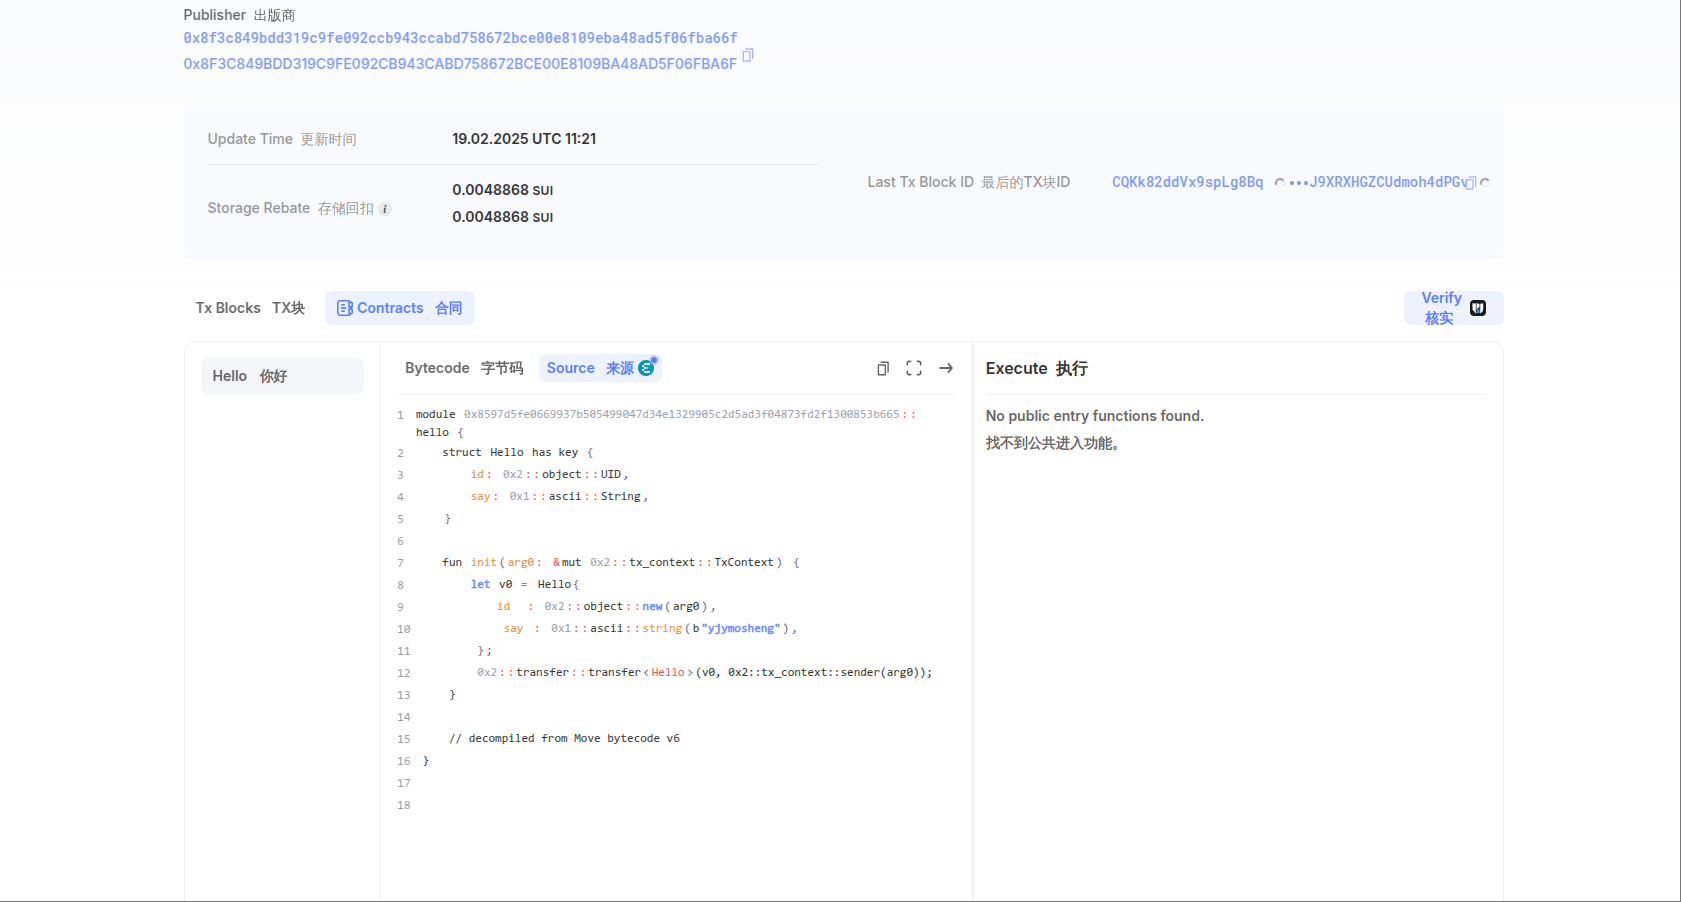 Publisher 出版商
0x8f3c849bdd319c9fe092ccb943ccabd758672bce00e8109eba48ad5f06fba66f
0x8F3C849BDD319C9FE092CB943CABD758672BCE00E8109BA48AD5F06FBA6F
Update Time 更新时间 19.02.2025 UTC 11:21
Last Tx Block ID 最后的TX块ID CQKk82ddVx9spLg8Bq •••J9XRXHGZCUdmoh4dPGv
Storage Rebate 存储回扣 i
0.0048868 SUI
0.0048868 SUI
Tx Blocks TX块 Contracts 合同
Verify
核实
Hello 你好
Bytecode 字节码 Source 来源
1 module 0x8597d5fe0669937b505499047d34e1329905c2d5ad3f04873fd2f1300853b665::
hello {
2 struct Hello has key {
3 id: 0x2::object::UID,
4 say: 0x1::ascii::String,
5 }
6
7 fun init(arg0: &mut 0x2::tx_context::TxContext) {
8 let v0 = Hello{
9 id : 0x2::object::new(arg0),
10 say : 0x1::ascii::string(b"yjymosheng"),
11 };
12 0x2::transfer::transfer<Hello>(v0, 0x2::tx_context::sender(arg0));
13 }
14
15 // decompiled from Move bytecode v6
16 }
17
18
Execute 执行
No public entry functions found.
找不到公共进入功能。